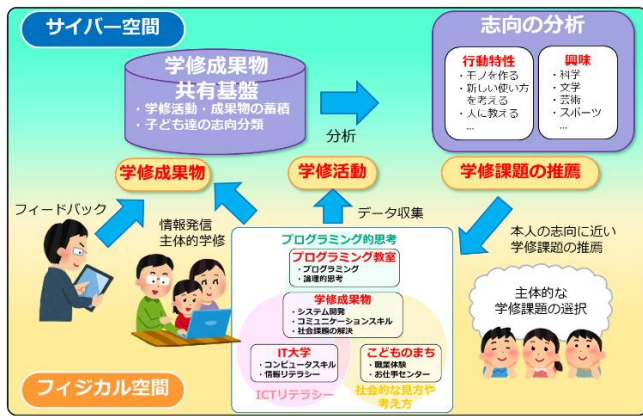 サイバー空間
学修成果物
共有基盤
・学修活動・成果物の蓄積
・子ども達の志向分類
分析
志向の分析
行動特性
・モノを作る
・新しい使い方
を考える
・人に教える
…
興味
・科学
・文学
・芸術
・スポーツ
…
学修成果物
学修活動
学修課題の推薦
フィードバック
情報発信
主体的学修
データ収集
本人の志向に近い
学修課題の推薦
プログラミング的思考
プログラミング教室
・プログラミング
・論理的思考
学修成果物
・システム開発
・コミュニケーションスキル
・社会課題の解決
IT大学
・コンピュータスキル
・情報リテラシー
こどものまち
・職業体験
・お仕事センター
ICTリテラシー
社会的な見方や
考え方
主体的な
学修課題の選択
フィジカル空間